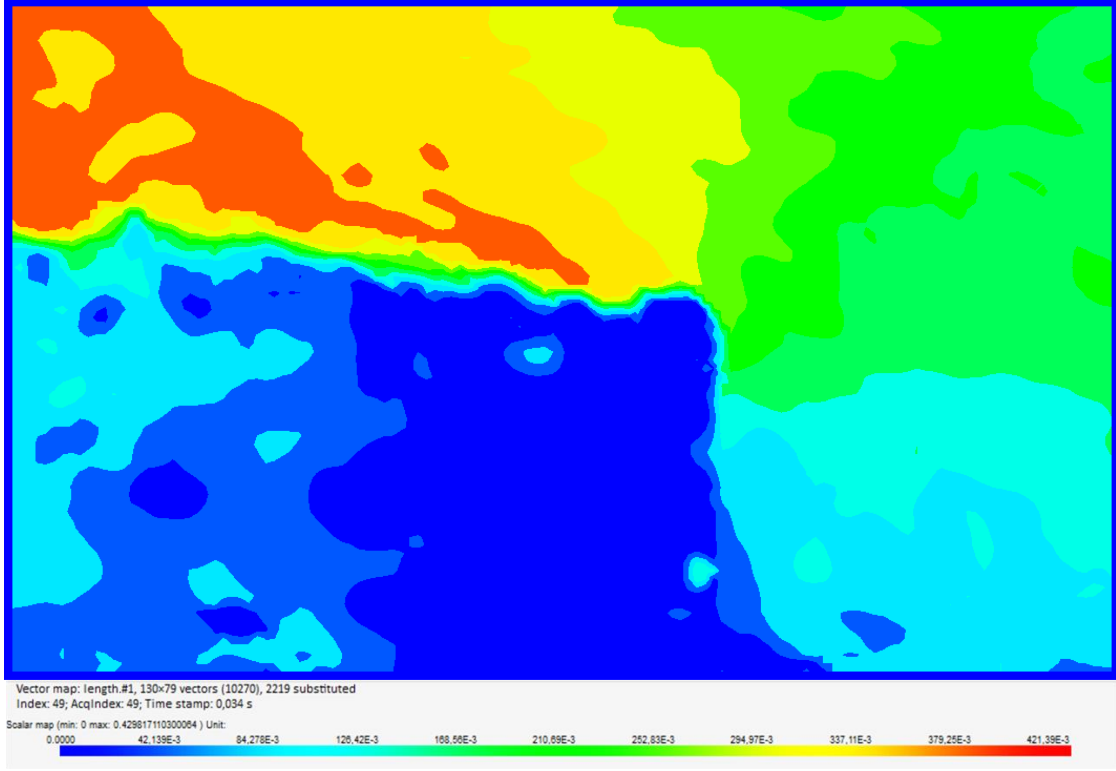 Vector map: length.#1, 130×79 vectors (10270), 2219 substituted
Index: 49; AcqIndex: 49; Time stamp: 0,034 s
Scalar map (min: 0 max: 0.429817110300064 ) Unit:
0.0000 42,139E-3 84,278E-3 126,42E-3 168,56E-3 210,69E-3 252,83E-3 294,97E-3 337,11E-3 379,25E-3 421,39E-3